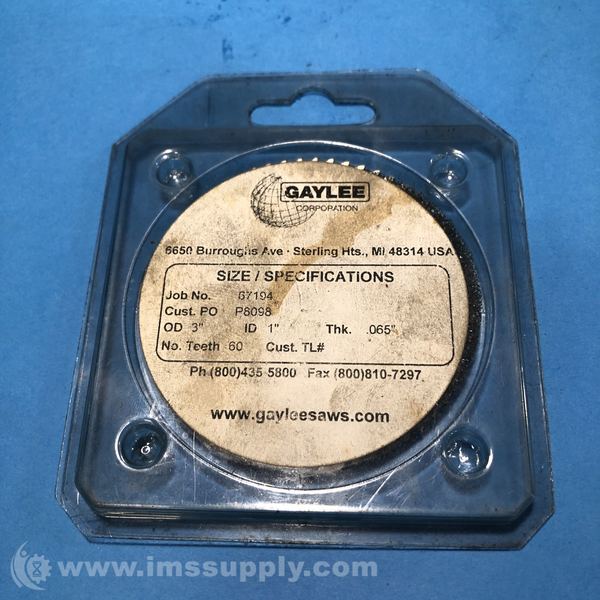 GAYLEE
CORPORATION
6650 Burroughs Ave · Sterling Hts., MI 48314 USA
SIZE / SPECIFICATIONS
Job No. 67194
Cust. PO P8098
OD 3" ID 1" Thk. .065"
No. Teeth 60 Cust. TL#
Ph (800)435-5800 Fax (800)810-7297
www.gayleesaws.com
www.imssupply.com